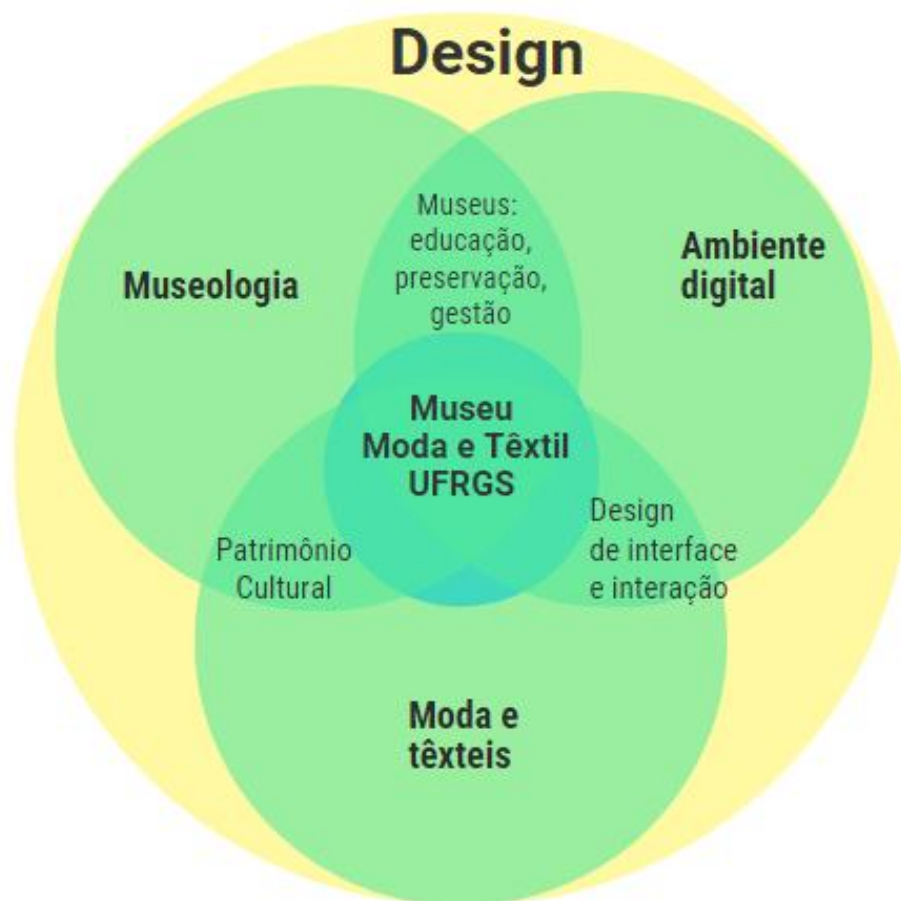 Design
Museus:
educação,
preservação,
gestão
Ambiente
digital
Museologia
Museu
Moda e Têxtil
UFRGS
Patrimônio
Cultural
Design
de interface
e interação
Moda e
têxteis